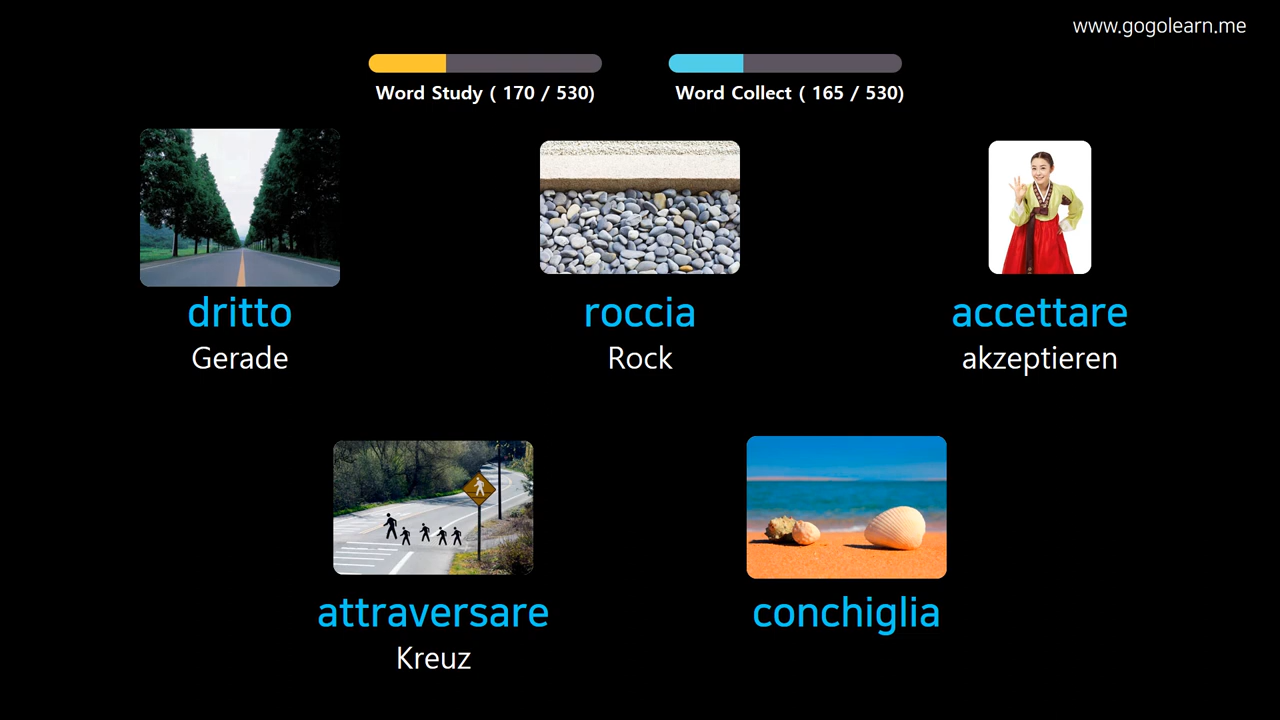 www.gogolearn.me
Word Study ( 170 / 530)
Word Collect ( 165 / 530)
dritto
Gerade
roccia
Rock
accettare
akzeptieren
attraversare
Kreuz
conchiglia